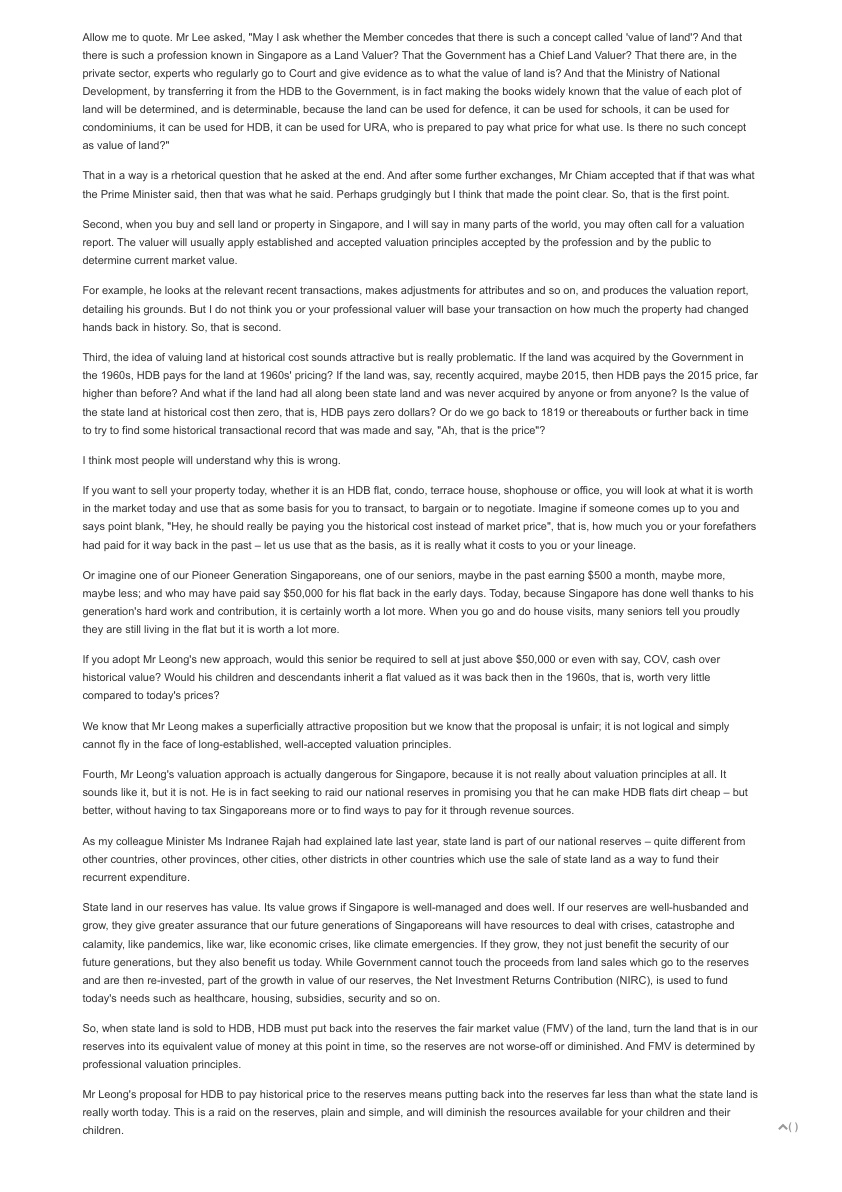 Allow me to quote. Mr Lee asked, "May I ask whether the Member concedes that there is such a concept called 'value of land'? And that
there is such a profession known in Singapore as a Land Valuer? That the Government has a Chief Land Valuer? That there are, in the
private sector, experts who regularly go to Court and give evidence as to what the value of land is? And that the Ministry of National
Development, by transferring it from the HDB to the Government, is in fact making the books widely known that the value of each plot of
land will be determined, and is determinable, because the land can be used for defence, it can be used for schools, it can be used for
condominiums, it can be used for HDB, it can be used for URA, who is prepared to pay what price for what use. Is there no such concept
as value of land?"
That in a way is a rhetorical question that he asked at the end. And after some further exchanges, Mr Chiam accepted that if that was what
the Prime Minister said, then that was what he said. Perhaps grudgingly but I think that made the point clear. So, that is the first point.
Second, when you buy and sell land or property in Singapore, and I will say in many parts of the world, you may often call for a valuation
report. The valuer will usually apply established and accepted valuation principles accepted by the profession and by the public to
determine current market value.
For example, he looks at the relevant recent transactions, makes adjustments for attributes and so on, and produces the valuation report,
detailing his grounds. But I do not think you or your professional valuer will base your transaction on how much the property had changed
hands back in history. So, that is second.
Third, the idea of valuing land at historical cost sounds attractive but is really problematic. If the land was acquired by the Government in
the 1960s, HDB pays for the land at 1960s' pricing? If the land was, say, recently acquired, maybe 2015, then HDB pays the 2015 price, far
higher than before? And what if the land had all along been state land and was never acquired by anyone or from anyone? Is the value of
the state land at historical cost then zero, that is, HDB pays zero dollars? Or do we go back to 1819 or thereabouts or further back in time
to try to find some historical transactional record that was made and say, "Ah, that is the price"?
I think most people will understand why this is wrong.
If you want to sell your property today, whether it is an HDB flat, condo, terrace house, shophouse or office, you will look at what it is worth
in the market today and use that as some basis for you to transact, to bargain or to negotiate. Imagine if someone comes up to you and
says point blank, "Hey, he should really be paying you the historical cost instead of market price", that is, how much you or your forefathers
had paid for it way back in the past – let us use that as the basis, as it is really what it costs to you or your lineage.
Or imagine one of our Pioneer Generation Singaporeans, one of our seniors, maybe in the past earning $500 a month, maybe more,
maybe less; and who may have paid say $50,000 for his flat back in the early days. Today, because Singapore has done well thanks to his
generation's hard work and contribution, it is certainly worth a lot more. When you go and do house visits, many seniors tell you proudly
they are still living in the flat but it is worth a lot more.
If you adopt Mr Leong's new approach, would this senior be required to sell at just above $50,000 or even with say, COV, cash over
historical value? Would his children and descendants inherit a flat valued as it was back then in the 1960s, that is, worth very little
compared to today's prices?
We know that Mr Leong makes a superficially attractive proposition but we know that the proposal is unfair; it is not logical and simply
cannot fly in the face of long-established, well-accepted valuation principles.
Fourth, Mr Leong's valuation approach is actually dangerous for Singapore, because it is not really about valuation principles at all. It
sounds like it, but it is not. He is in fact seeking to raid our national reserves in promising you that he can make HDB flats dirt cheap – but
better, without having to tax Singaporeans more or to find ways to pay for it through revenue sources.
As my colleague Minister Ms Indranee Rajah had explained late last year, state land is part of our national reserves – quite different from
other countries, other provinces, other cities, other districts in other countries which use the sale of state land as a way to fund their
recurrent expenditure.
State land in our reserves has value. Its value grows if Singapore is well-managed and does well. If our reserves are well-husbanded and
grow, they give greater assurance that our future generations of Singaporeans will have resources to deal with crises, catastrophe and
calamity, like pandemics, like war, like economic crises, like climate emergencies. If they grow, they not just benefit the security of our
future generations, but they also benefit us today. While Government cannot touch the proceeds from land sales which go to the reserves
and are then re-invested, part of the growth in value of our reserves, the Net Investment Returns Contribution (NIRC), is used to fund
today's needs such as healthcare, housing, subsidies, security and so on.
So, when state land is sold to HDB, HDB must put back into the reserves the fair market value (FMV) of the land, turn the land that is in our
reserves into its equivalent value of money at this point in time, so the reserves are not worse-off or diminished. And FMV is determined by
professional valuation principles.
Mr Leong's proposal for HDB to pay historical price to the reserves means putting back into the reserves far less than what the state land is
really worth today. This is a raid on the reserves, plain and simple, and will diminish the resources available for your children and their
children.
( )